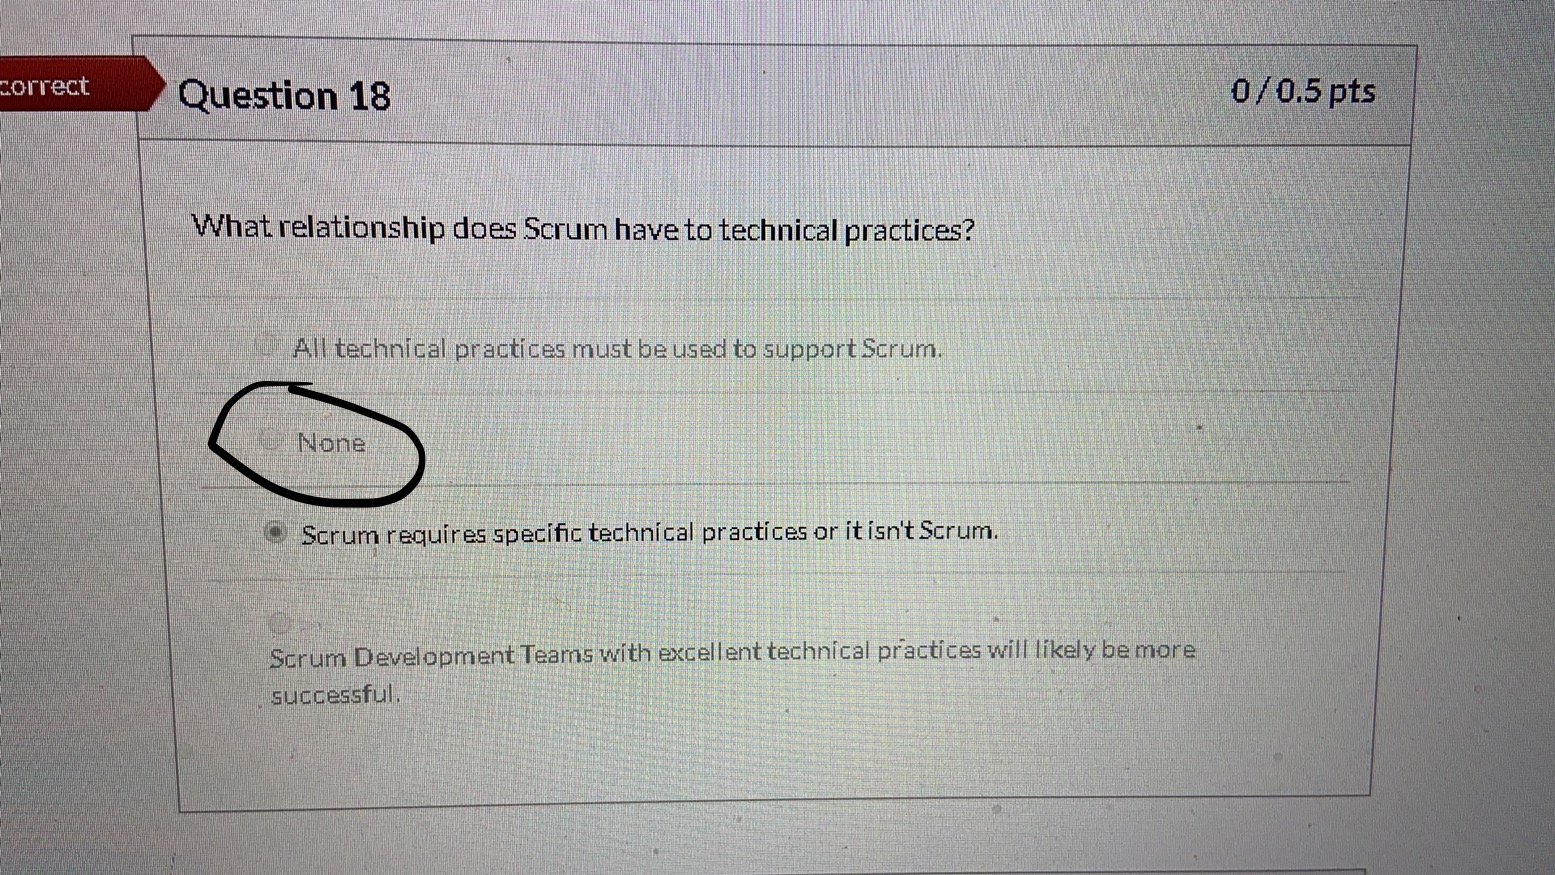 correct
Question 18
0 / 0.5 pts
What relationship does Scrum have to technical practices?
All technical practices must be used to support Scrum.
None
Scrum requires specific technical practices or it isn't Scrum.
Scrum Development Teams with excellent technical practices will likely be more
successful.